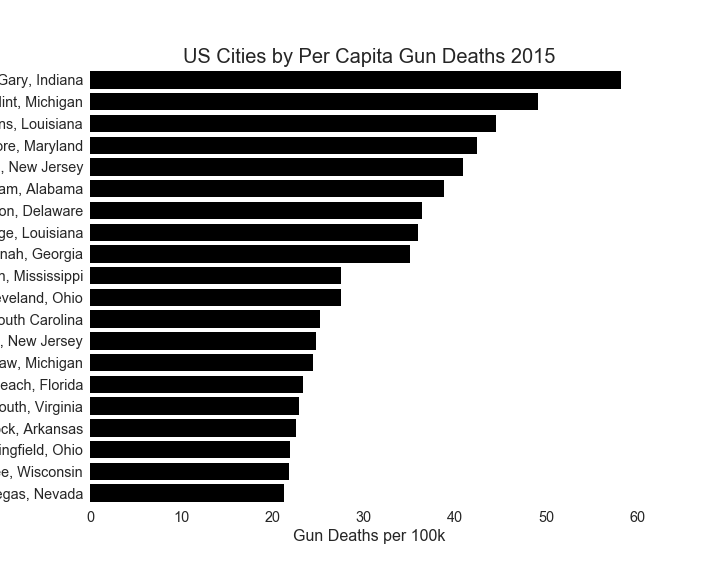 US Cities by Per Capita Gun Deaths 2015
Gary, Indiana
lint, Michigan
ns, Louisiana
ore, Maryland
, New Jersey
am, Alabama
on, Delaware
ge, Louisiana
nah, Georgia
n, Mississippi
eveland, Ohio
outh Carolina
, New Jersey
aw, Michigan
each, Florida
outh, Virginia
ck, Arkansas
ingfield, Ohio
e, Wisconsin
egas, Nevada
0 10 20 30 40 50 60
Gun Deaths per 100k